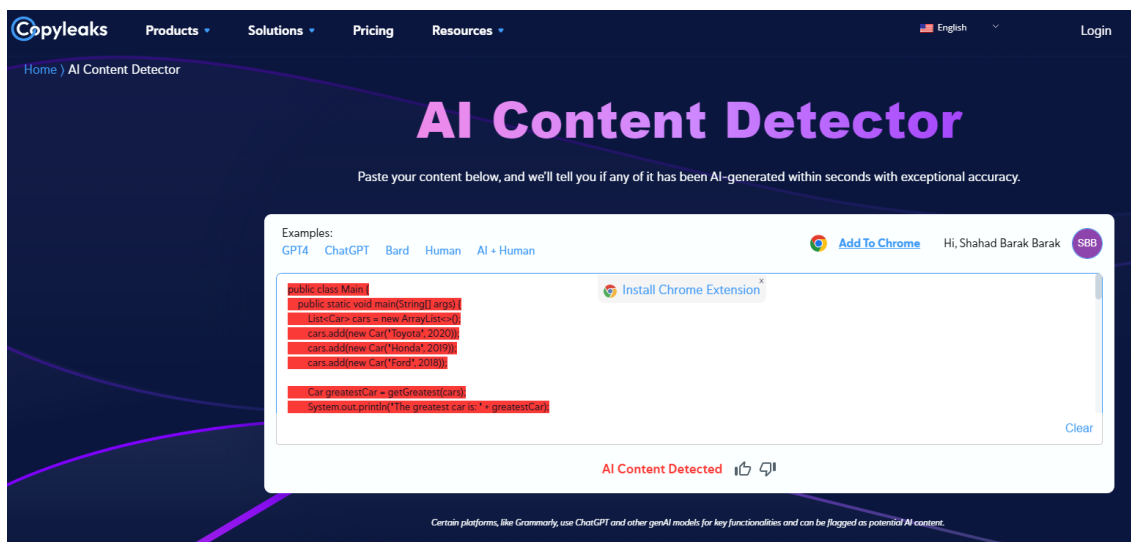 Copyleaks Products Solutions Pricing Resources English Login
Home ⟩ AI Content Detector
AI Content Detector
Paste your content below, and we'll tell you if any of it has been AI-generated within seconds with exceptional accuracy.
Examples:
GPT4 ChatGPT Bard Human AI + Human
Add To Chrome Hi, Shahad Barak Barak SBB
Install Chrome Extension x
public class Main {
public static void main(String[] args) {
List<Car> cars = new ArrayList<>();
cars.add(new Car("Toyota", 2020));
cars.add(new Car("Honda", 2019));
cars.add(new Car("Ford", 2018));
Car greatestCar = getGreatest(cars);
System.out.println("The greatest car is: " + greatestCar);
Clear
AI Content Detected
Certain platforms, like Grammarly, use ChatGPT and other genAI models for key functionalities and can be flagged as potential AI content.